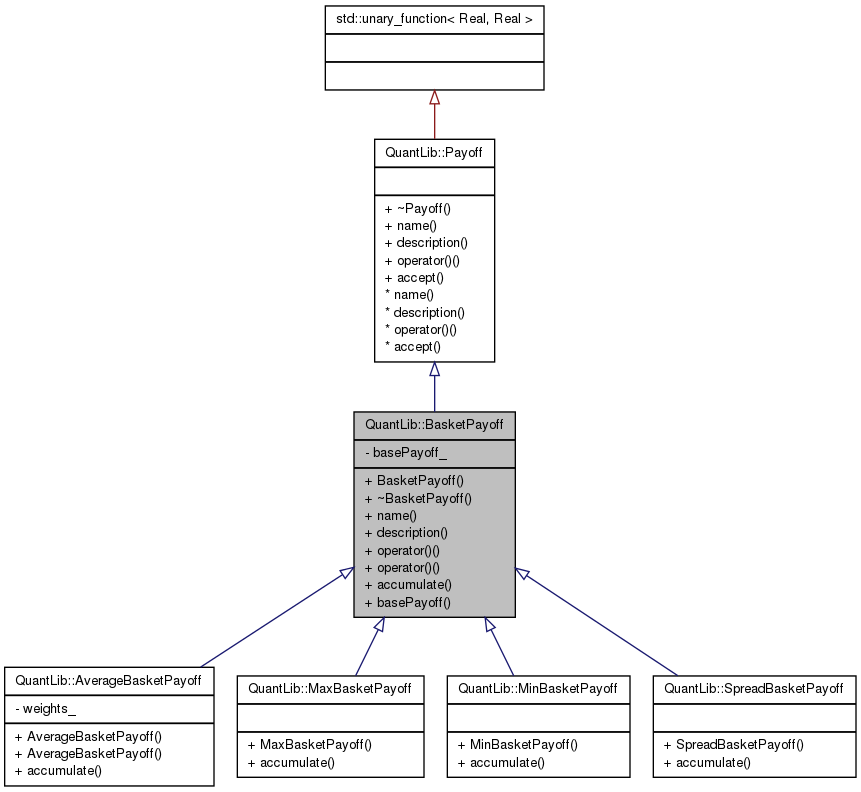 std::unary_function< Real, Real >
QuantLib::Payoff
+ ~Payoff()
+ name()
+ description()
+ operator()()
+ accept()
* name()
* description()
* operator()()
* accept()
QuantLib::BasketPayoff
- basePayoff_
+ BasketPayoff()
+ ~BasketPayoff()
+ name()
+ description()
+ operator()()
+ operator()()
+ accumulate()
+ basePayoff()
QuantLib::AverageBasketPayoff
- weights_
+ AverageBasketPayoff()
+ AverageBasketPayoff()
+ accumulate()
QuantLib::MaxBasketPayoff
+ MaxBasketPayoff()
+ accumulate()
QuantLib::MinBasketPayoff
+ MinBasketPayoff()
+ accumulate()
QuantLib::SpreadBasketPayoff
+ SpreadBasketPayoff()
+ accumulate()